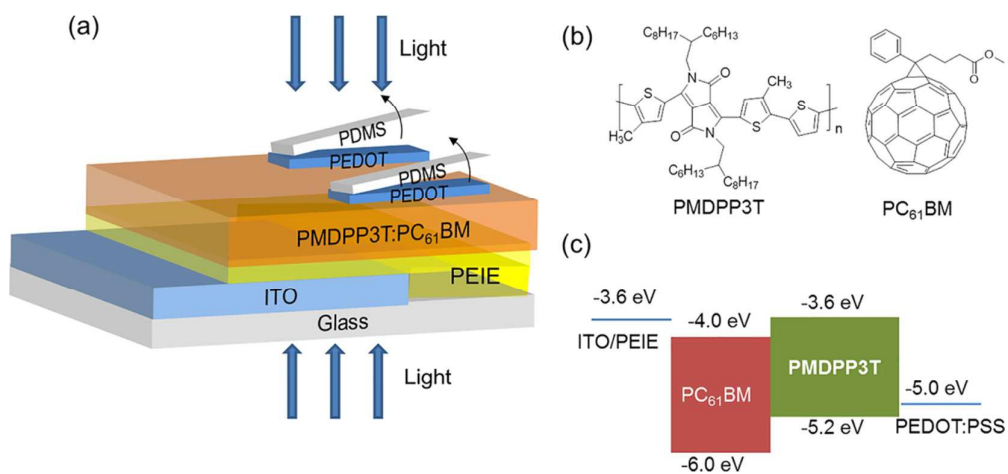 (a)
Light
PDMS
PEDOT
PDMS
PEDOT
PMDPP3T:PC₆₁BM
PEIE
ITO
Glass
Light
(b)
C₈H₁₇ C₆H₁₃
N O
S
CH₃
S
S
H₃C
O N
S
n
C₆H₁₃
C₈H₁₇
PMDPP3T
O
O
PC₆₁BM
(c)
-3.6 eV
ITO/PEIE
-4.0 eV
PC₆₁BM
-6.0 eV
-3.6 eV
PMDPP3T
-5.2 eV
-5.0 eV
PEDOT:PSS